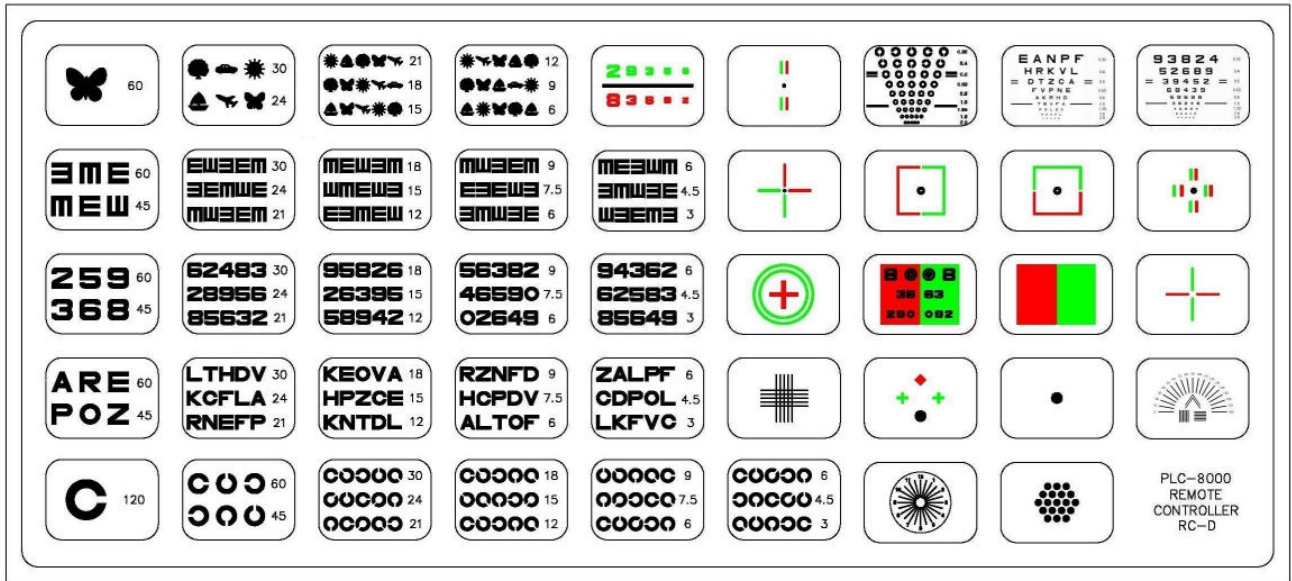 60
30
24
21
18
15
12
9
6
EANPF
HRKVL
DTZCA
FVPNE
93824
52689
39452
68439
60
45
30
24
21
18
15
12
9
7.5
6
6
4.5
3
259 60
368 45
62483 30
28956 24
85632 21
95826 18
26395 15
58942 12
56382 9
46590 7.5
02649 6
94362 6
62583 4.5
85649 3
8 8
36 63
ARE 60
POZ 45
LTHDV 30
KCFLA 24
RNEFP 21
KEOVA 18
HPZCE 15
KNTDL 12
RZNFD 9
HCPDV 7.5
ALTOF 6
ZALPF 6
CDPOL 4.5
LKFVC 3
C 120
60
45
30
24
21
18
15
12
9
7.5
6
6
4.5
3
PLC-8000
REMOTE
CONTROLLER
RC-D